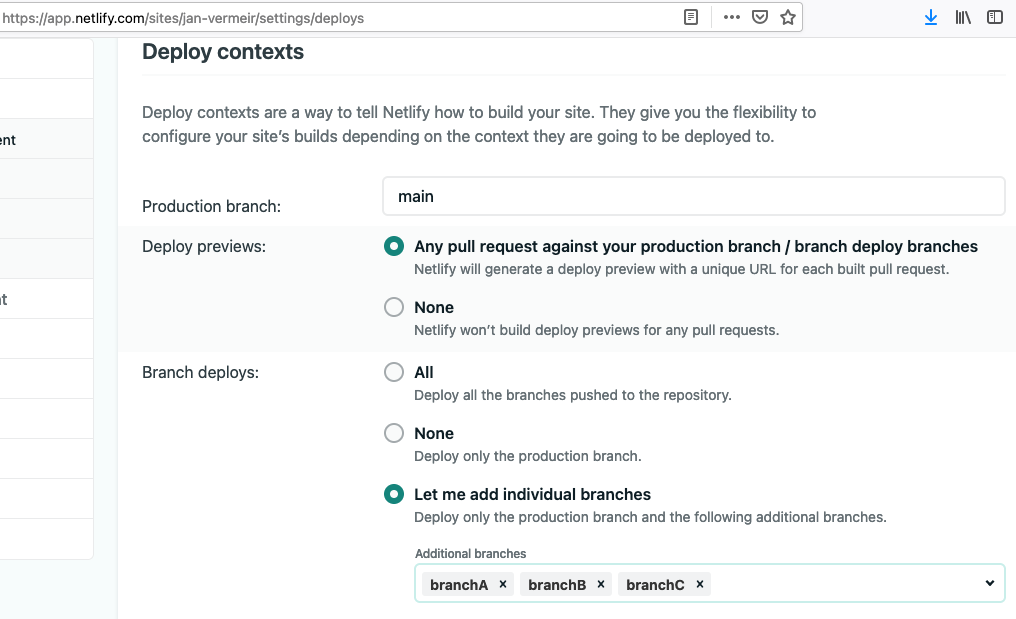 https://app.netlify.com/sites/jan-vermeir/settings/deploys
Deploy contexts
Deploy contexts are a way to tell Netlify how to build your site. They give you the flexibility to
configure your site’s builds depending on the context they are going to be deployed to.
ent
Production branch:
main
Deploy previews:
Any pull request against your production branch / branch deploy branches
Netlify will generate a deploy preview with a unique URL for each built pull request.
t
None
Netlify won’t build deploy previews for any pull requests.
Branch deploys:
All
Deploy all the branches pushed to the repository.
None
Deploy only the production branch.
Let me add individual branches
Deploy only the production branch and the following additional branches.
Additional branches
branchA × branchB × branchC ×